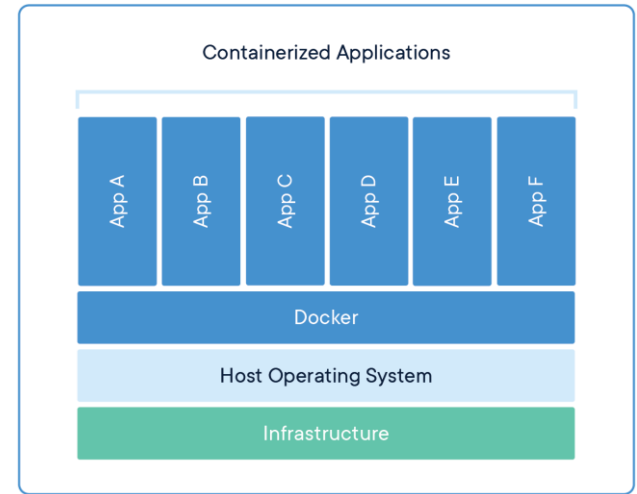 Containerized Applications
App A
App B
App C
App D
App E
App F
Docker
Host Operating System
Infrastructure